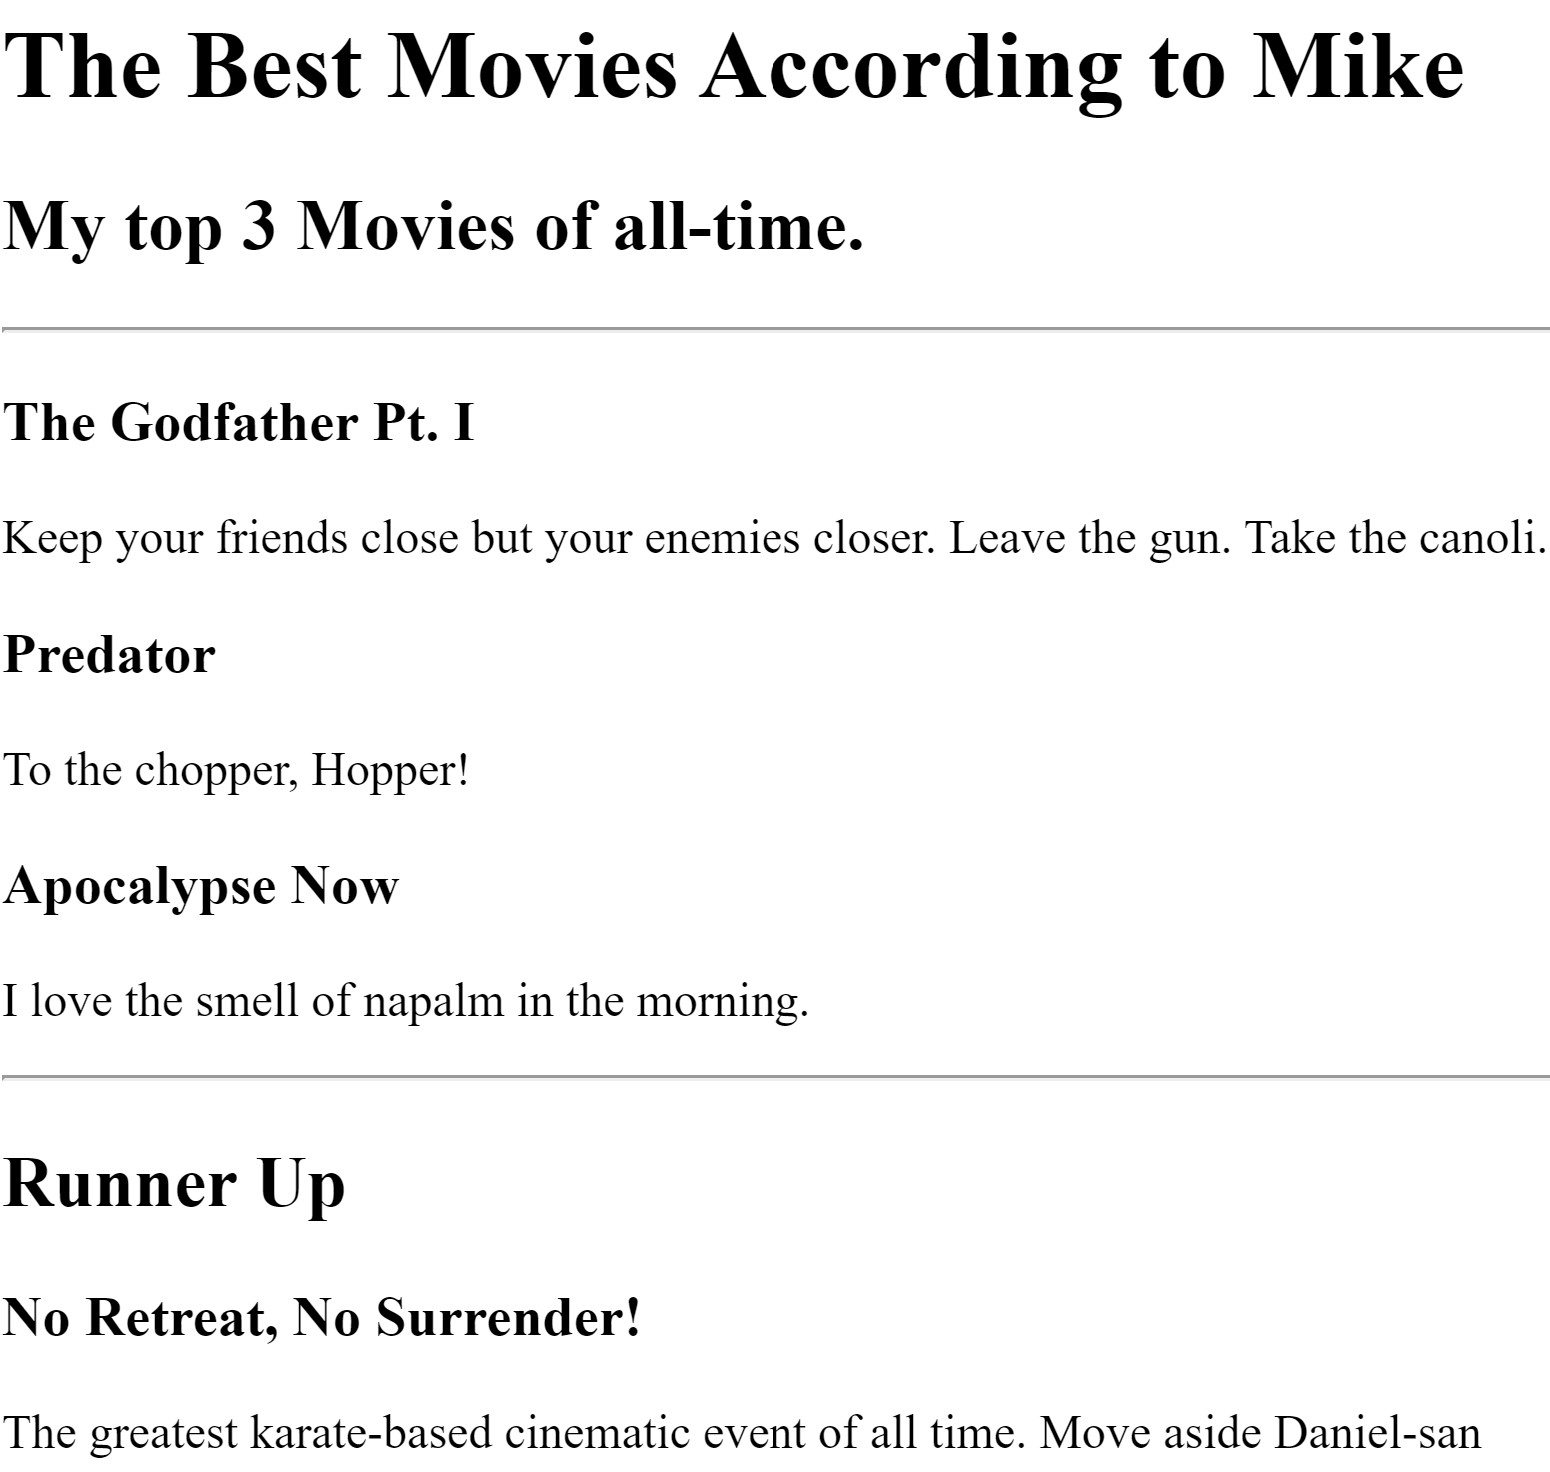 The Best Movies According to Mike
My top 3 Movies of all-time.
The Godfather Pt. I
Keep your friends close but your enemies closer. Leave the gun. Take the canoli.
Predator
To the chopper, Hopper!
Apocalypse Now
I love the smell of napalm in the morning.
Runner Up
No Retreat, No Surrender!
The greatest karate-based cinematic event of all time. Move aside Daniel-san